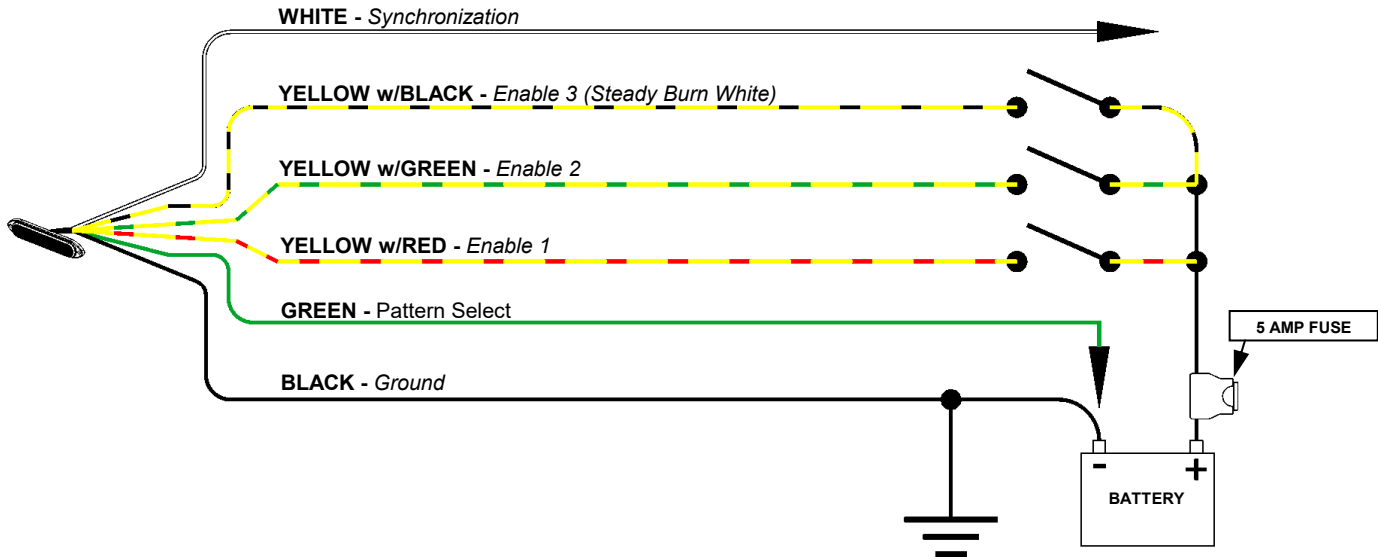 WHITE - Synchronization
YELLOW w/BLACK - Enable 3 (Steady Burn White)
YELLOW w/GREEN - Enable 2
YELLOW w/RED - Enable 1
GREEN - Pattern Select
5 AMP FUSE
BLACK - Ground
- +
BATTERY